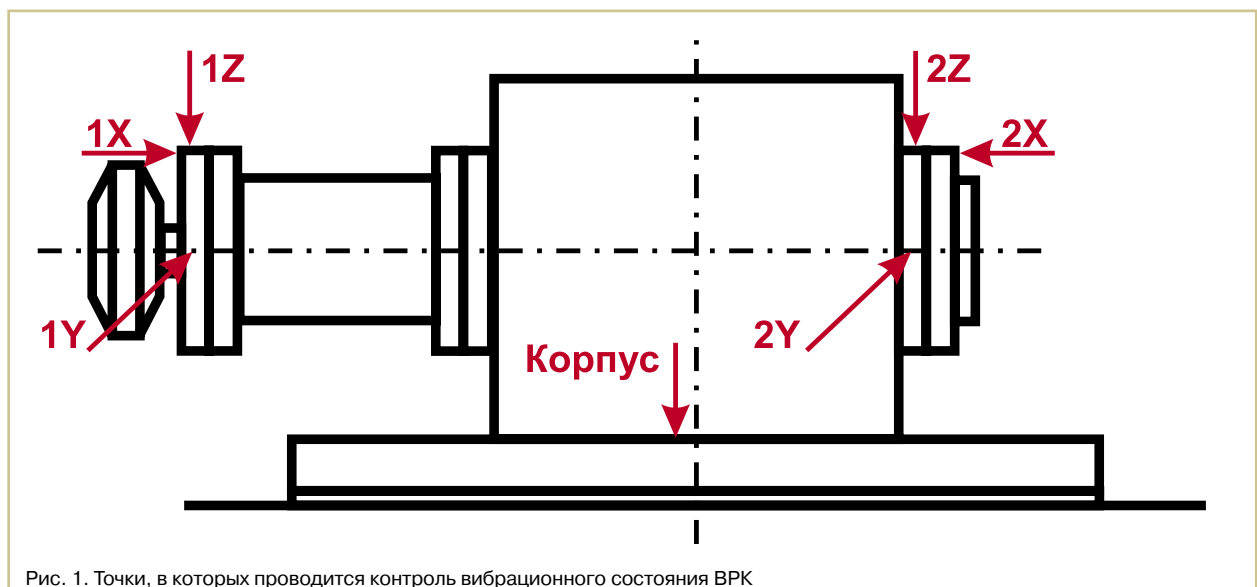 1Z
2Z
1X
2X
1Y
2Y
Корпус
Рис. 1. Точки, в которых проводится контроль вибрационного состояния ВРК